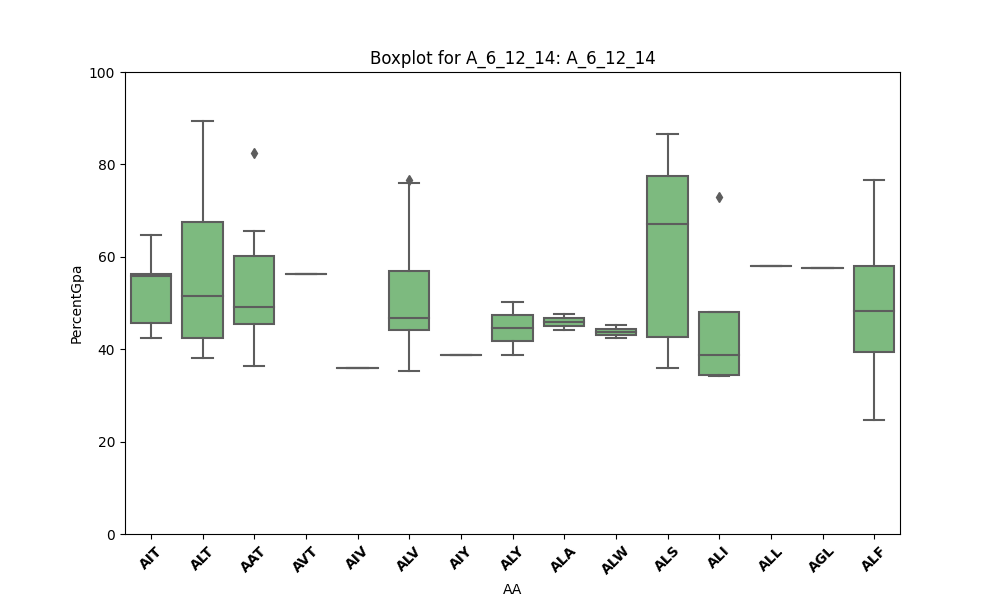 Boxplot for A_6_12_14: A_6_12_14
100
80
60
40
20
0
PercentGpa
AIT
ALT
AAT
AVT
AIV
ALV
AIY
ALY
ALA
ALW
ALS
ALI
ALL
AGL
ALF
AA